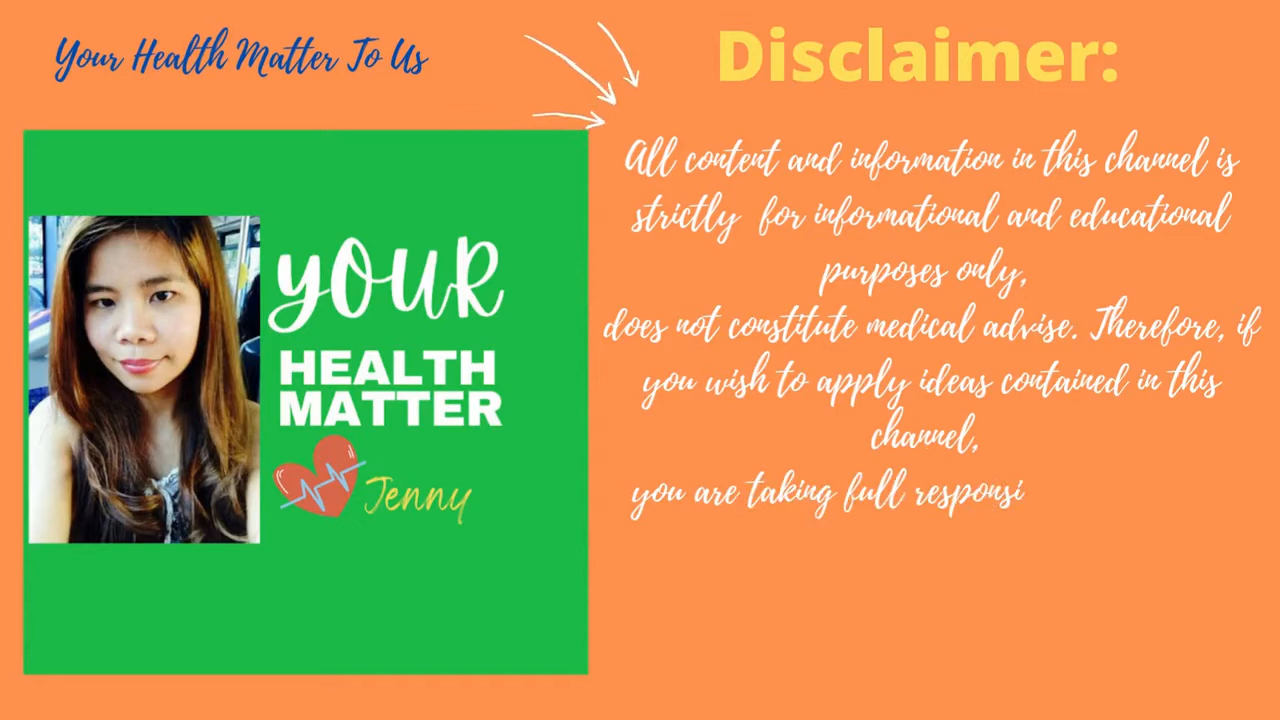 Your Health Matter To Us
YOUR
HEALTH
MATTER
Jenny
Disclaimer:
All content and information in this channel is
strictly for informational and educational
purposes only,
does not constitute medical advise. Therefore, if
you wish to apply ideas contained in this
channel,
you are taking full responsi